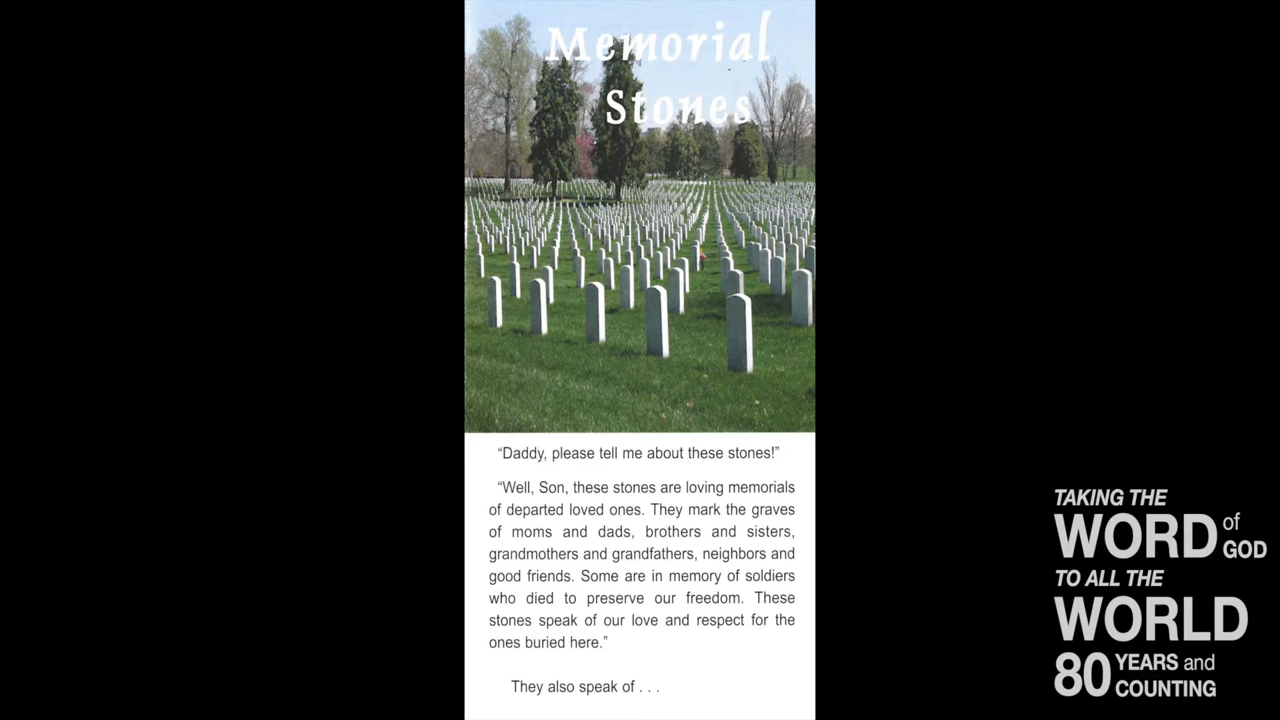 Memorial
Stones
“Daddy, please tell me about these stones!”
“Well, Son, these stones are loving memorials
of departed loved ones. They mark the graves
of moms and dads, brothers and sisters,
grandmothers and grandfathers, neighbors and
good friends. Some are in memory of soldiers
who died to preserve our freedom. These
stones speak of our love and respect for the
ones buried here.”
They also speak of . . .
TAKING THE
WORD of GOD
TO ALL THE
WORLD
80 YEARS and
COUNTING